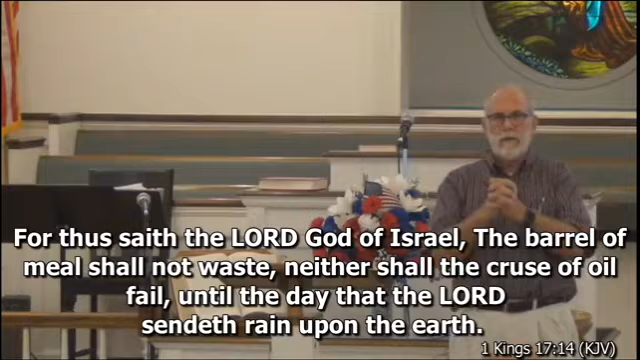 For thus saith the LORD God of Israel, The barrel of
meal shall not waste, neither shall the cruse of oil
fail, until the day that the LORD
sendeth rain upon the earth.
1 Kings 17:14 (KJV)